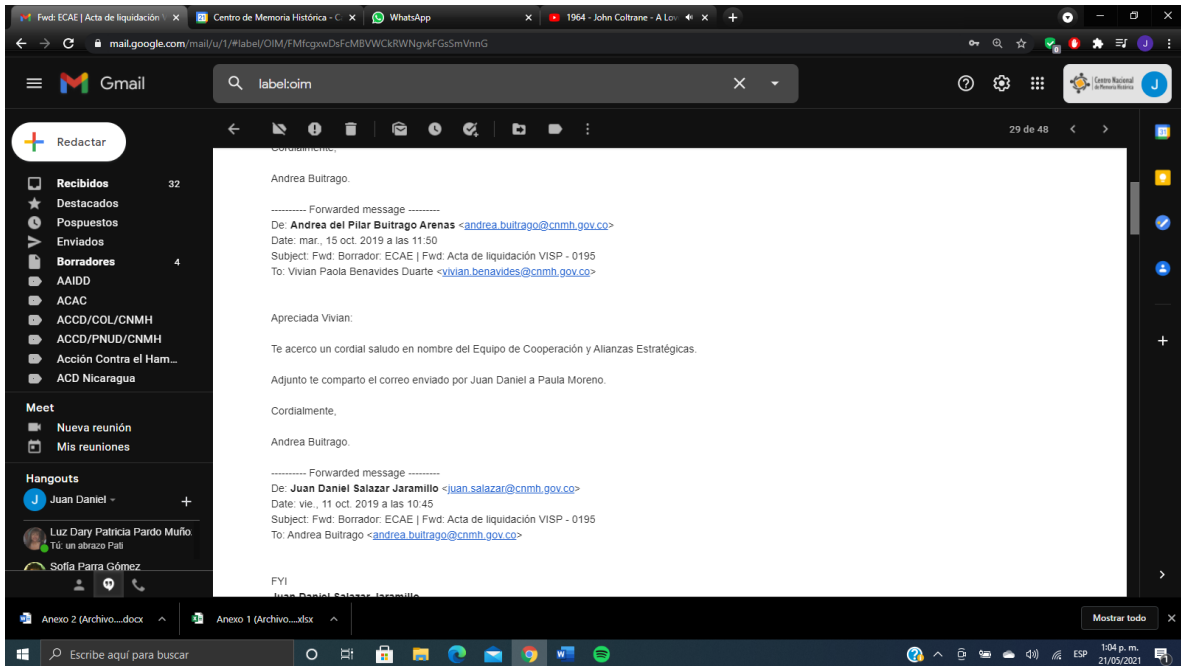 Fwd: ECAE | Acta de liquidación V
Centro de Memoria Histórica - C
WhatsApp
1964 - John Coltrane - A Lov
mail.google.com/mail/u/1/#label/OIM/FMfcgxwDsFcMBVWCkRWNgvkFGsSmVnnG
Gmail
label:oim
Centro Nacional
de Memoria Histórica
J
Redactar
29 de 48
Recibidos 32
Destacados
Pospuestos
Enviados
Borradores 4
AAIDD
ACAC
ACCD/COL/CNMH
ACCD/PNUD/CNMH
Acción Contra el Ham...
ACD Nicaragua
Meet
Nueva reunión
Mis reuniones
Hangouts
J Juan Daniel
Luz Dary Patricia Pardo Muño
Tú: un abrazo Pati
Sofía Parra Gómez
Cordialmente,
Andrea Buitrago.
---------- Forwarded message ---------
De: Andrea del Pilar Buitrago Arenas <andrea.buitrago@cnmh.gov.co>
Date: mar., 15 oct. 2019 a las 11:50
Subject: Fwd: Borrador: ECAE | Fwd: Acta de liquidación VISP - 0195
To: Vivian Paola Benavides Duarte <vivian.benavides@cnmh.gov.co>
Apreciada Vivian:
Te acerco un cordial saludo en nombre del Equipo de Cooperación y Alianzas Estratégicas.
Adjunto te comparto el correo enviado por Juan Daniel a Paula Moreno.
Cordialmente,
Andrea Buitrago.
---------- Forwarded message ---------
De: Juan Daniel Salazar Jaramillo <juan.salazar@cnmh.gov.co>
Date: vie., 11 oct. 2019 a las 10:45
Subject: Fwd: Borrador: ECAE | Fwd: Acta de liquidación VISP - 0195
To: Andrea Buitrago <andrea.buitrago@cnmh.gov.co>
FYI
Juan Daniel Salazar Jaramillo
Anexo 2 (Archivo....docx
Anexo 1 (Archivo....xlsx
Mostrar todo
Escribe aquí para buscar
ESP
1:04 p. m.
21/05/2021